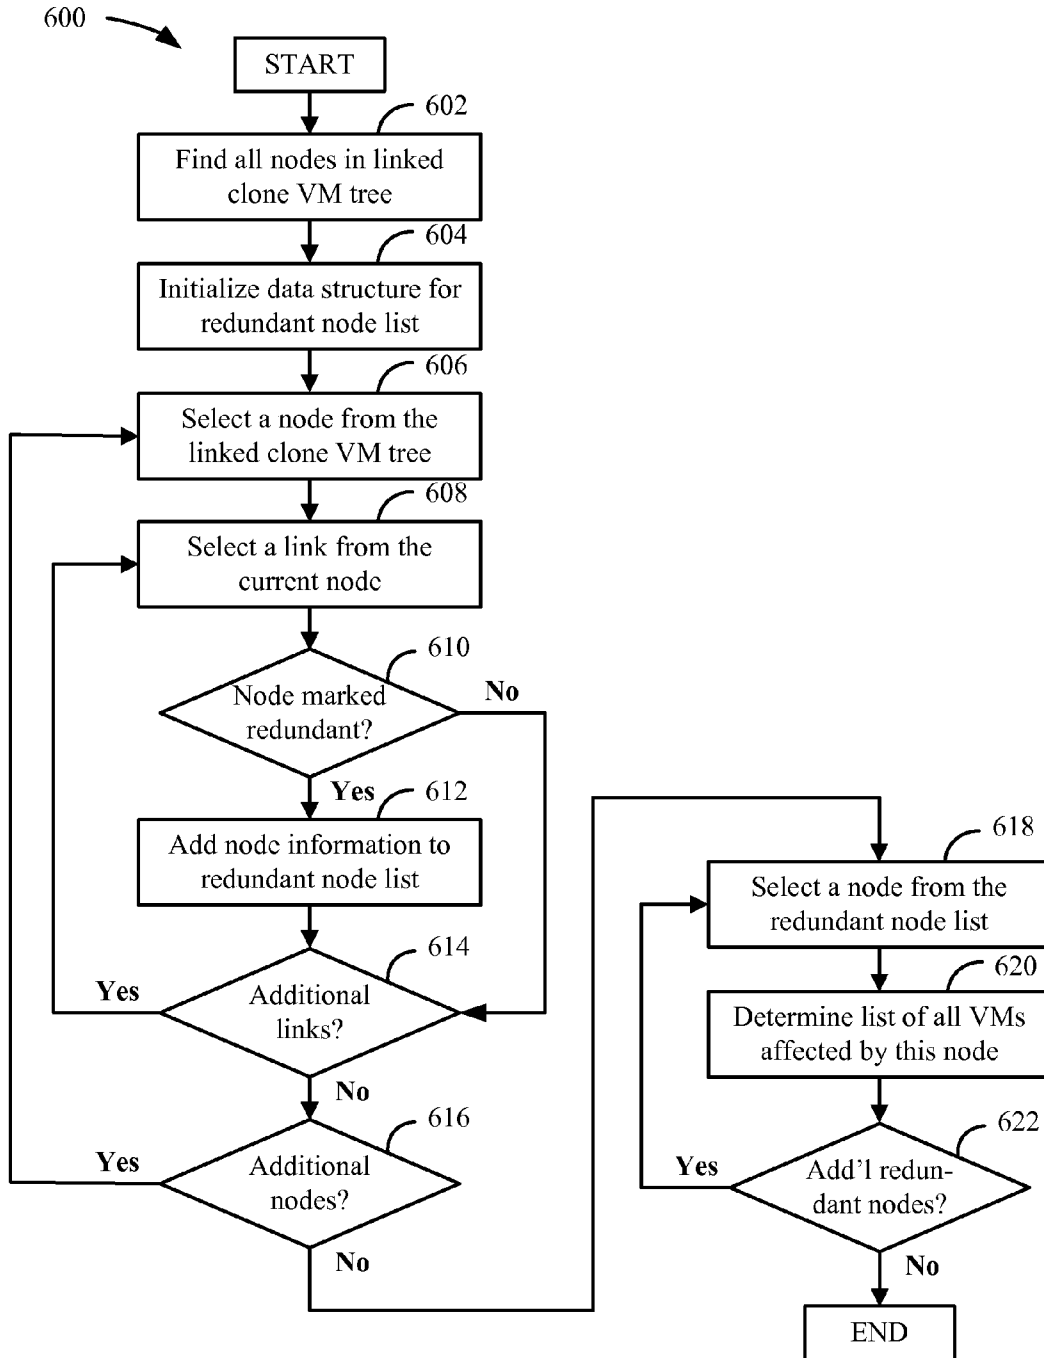 600
START
602
Find all nodes in linked
clone VM tree
604
Initialize data structure for
redundant node list
606
Select a node from the
linked clone VM tree
608
Select a link from the
current node
610
Node marked
redundant?
No
Yes
612
Add node information to
redundant node list
614
Additional
links?
Yes
No
616
Additional
nodes?
Yes
No
618
Select a node from the
redundant node list
620
Determine list of all VMs
affected by this node
622
Add’l redun-
dant nodes?
Yes
No
END